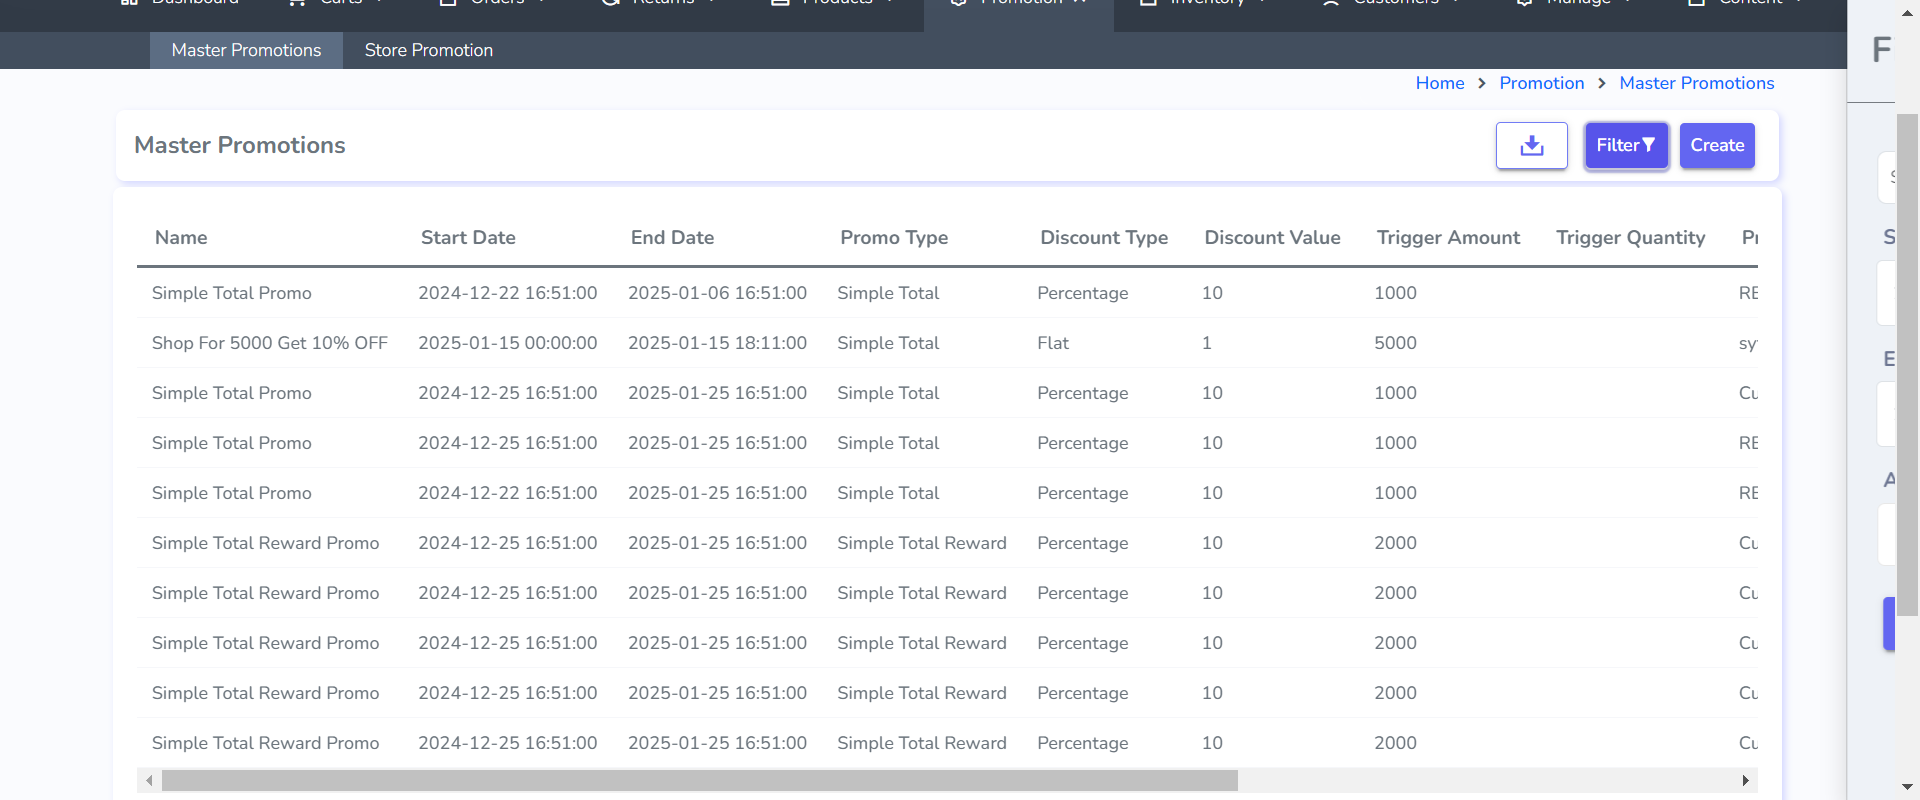 Dashboard Carts Orders Returns Products Promotion Inventory Customers Manage Content
Master Promotions Store Promotion
Home > Promotion > Master Promotions
Master Promotions Filter Create
Name Start Date End Date Promo Type Discount Type Discount Value Trigger Amount Trigger Quantity
Simple Total Promo 2024-12-22 16:51:00 2025-01-06 16:51:00 Simple Total Percentage 10 1000
Shop For 5000 Get 10% OFF 2025-01-15 00:00:00 2025-01-15 18:11:00 Simple Total Flat 1 5000
Simple Total Promo 2024-12-25 16:51:00 2025-01-25 16:51:00 Simple Total Percentage 10 1000
Simple Total Promo 2024-12-25 16:51:00 2025-01-25 16:51:00 Simple Total Percentage 10 1000
Simple Total Promo 2024-12-22 16:51:00 2025-01-25 16:51:00 Simple Total Percentage 10 1000
Simple Total Reward Promo 2024-12-25 16:51:00 2025-01-25 16:51:00 Simple Total Reward Percentage 10 2000
Simple Total Reward Promo 2024-12-25 16:51:00 2025-01-25 16:51:00 Simple Total Reward Percentage 10 2000
Simple Total Reward Promo 2024-12-25 16:51:00 2025-01-25 16:51:00 Simple Total Reward Percentage 10 2000
Simple Total Reward Promo 2024-12-25 16:51:00 2025-01-25 16:51:00 Simple Total Reward Percentage 10 2000
Simple Total Reward Promo 2024-12-25 16:51:00 2025-01-25 16:51:00 Simple Total Reward Percentage 10 2000